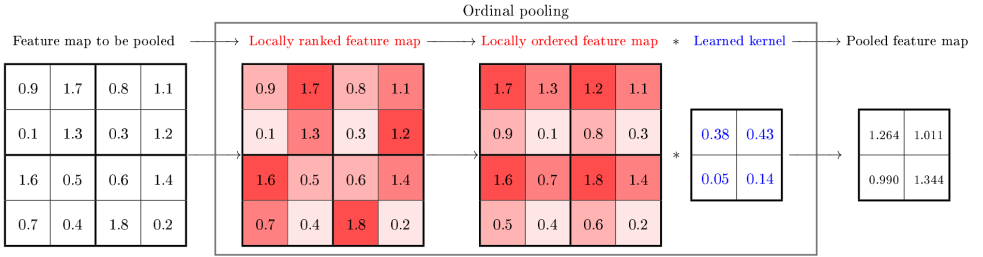 Ordinal pooling
Feature map to be pooled Locally ranked feature map Locally ordered feature map * Learned kernel Pooled feature map
0.9 1.7 0.8 1.1 0.9 1.7 0.8 1.1 1.7 1.3 1.2 1.1
0.1 1.3 0.3 1.2 0.1 1.3 0.3 1.2 0.9 0.1 0.8 0.3 0.38 0.43 1.264 1.011
*
1.6 0.5 0.6 1.4 1.6 0.5 0.6 1.4 1.6 0.7 1.8 1.4 0.05 0.14 0.990 1.344
0.7 0.4 1.8 0.2 0.7 0.4 1.8 0.2 0.5 0.4 0.6 0.2